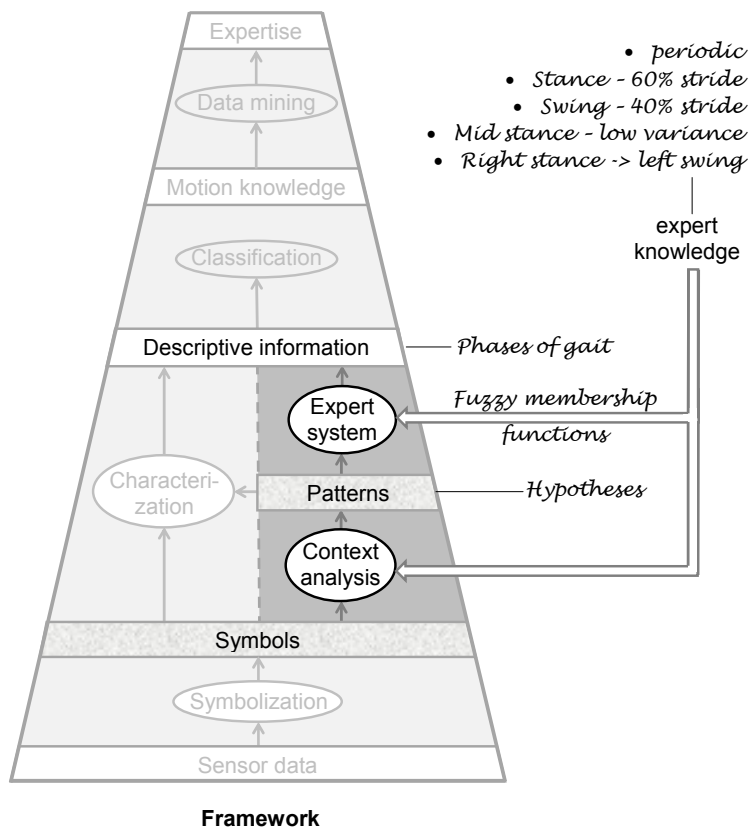 Expertise
Data mining
Motion knowledge
Classification
Descriptive information
Expert
system
Characteri-
zation
Patterns
Context
analysis
Symbols
Symbolization
Sensor data
Framework
• periodic
• Stance – 60% stride
• Swing – 40% stride
• Mid stance – low variance
• Right stance -> left swing
expert
knowledge
Phases of gait
Fuzzy membership
functions
Hypotheses